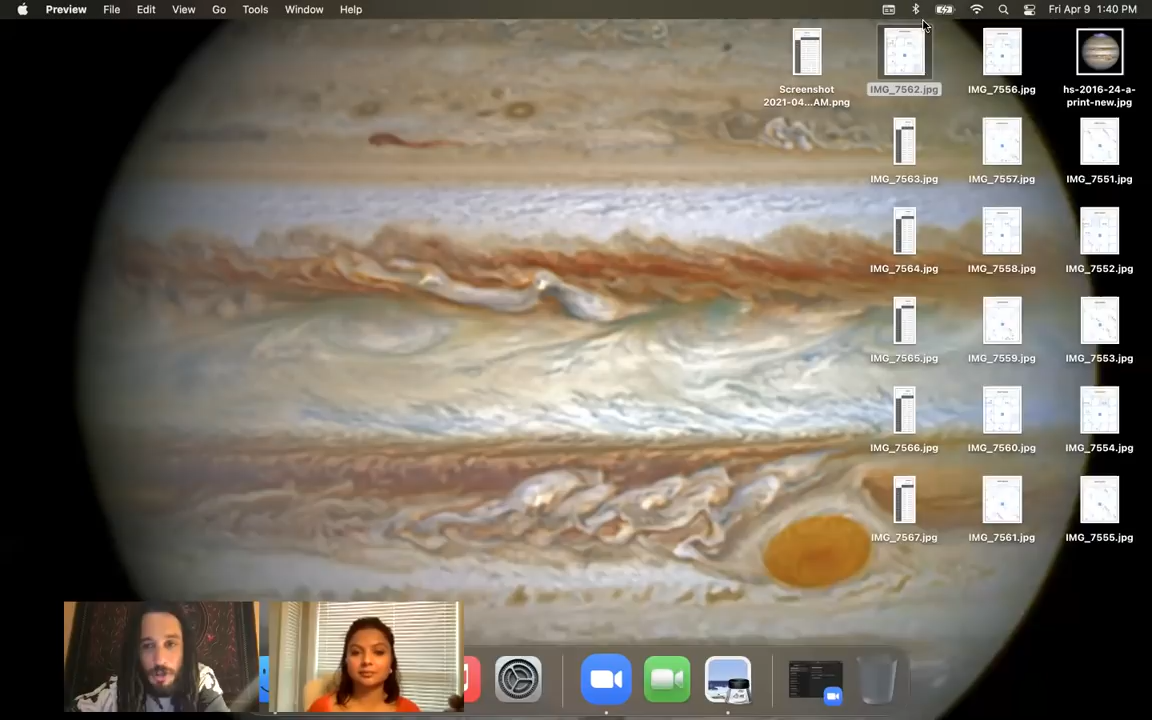 Preview File Edit View Go Tools Window Help Fri Apr 9 1:40 PM
Screenshot
2021-04...AM.png
IMG_7562.jpg
IMG_7556.jpg
hs-2016-24-a-
print-new.jpg
IMG_7563.jpg
IMG_7557.jpg
IMG_7551.jpg
IMG_7564.jpg
IMG_7558.jpg
IMG_7552.jpg
IMG_7565.jpg
IMG_7559.jpg
IMG_7553.jpg
IMG_7566.jpg
IMG_7560.jpg
IMG_7554.jpg
IMG_7567.jpg
IMG_7561.jpg
IMG_7555.jpg